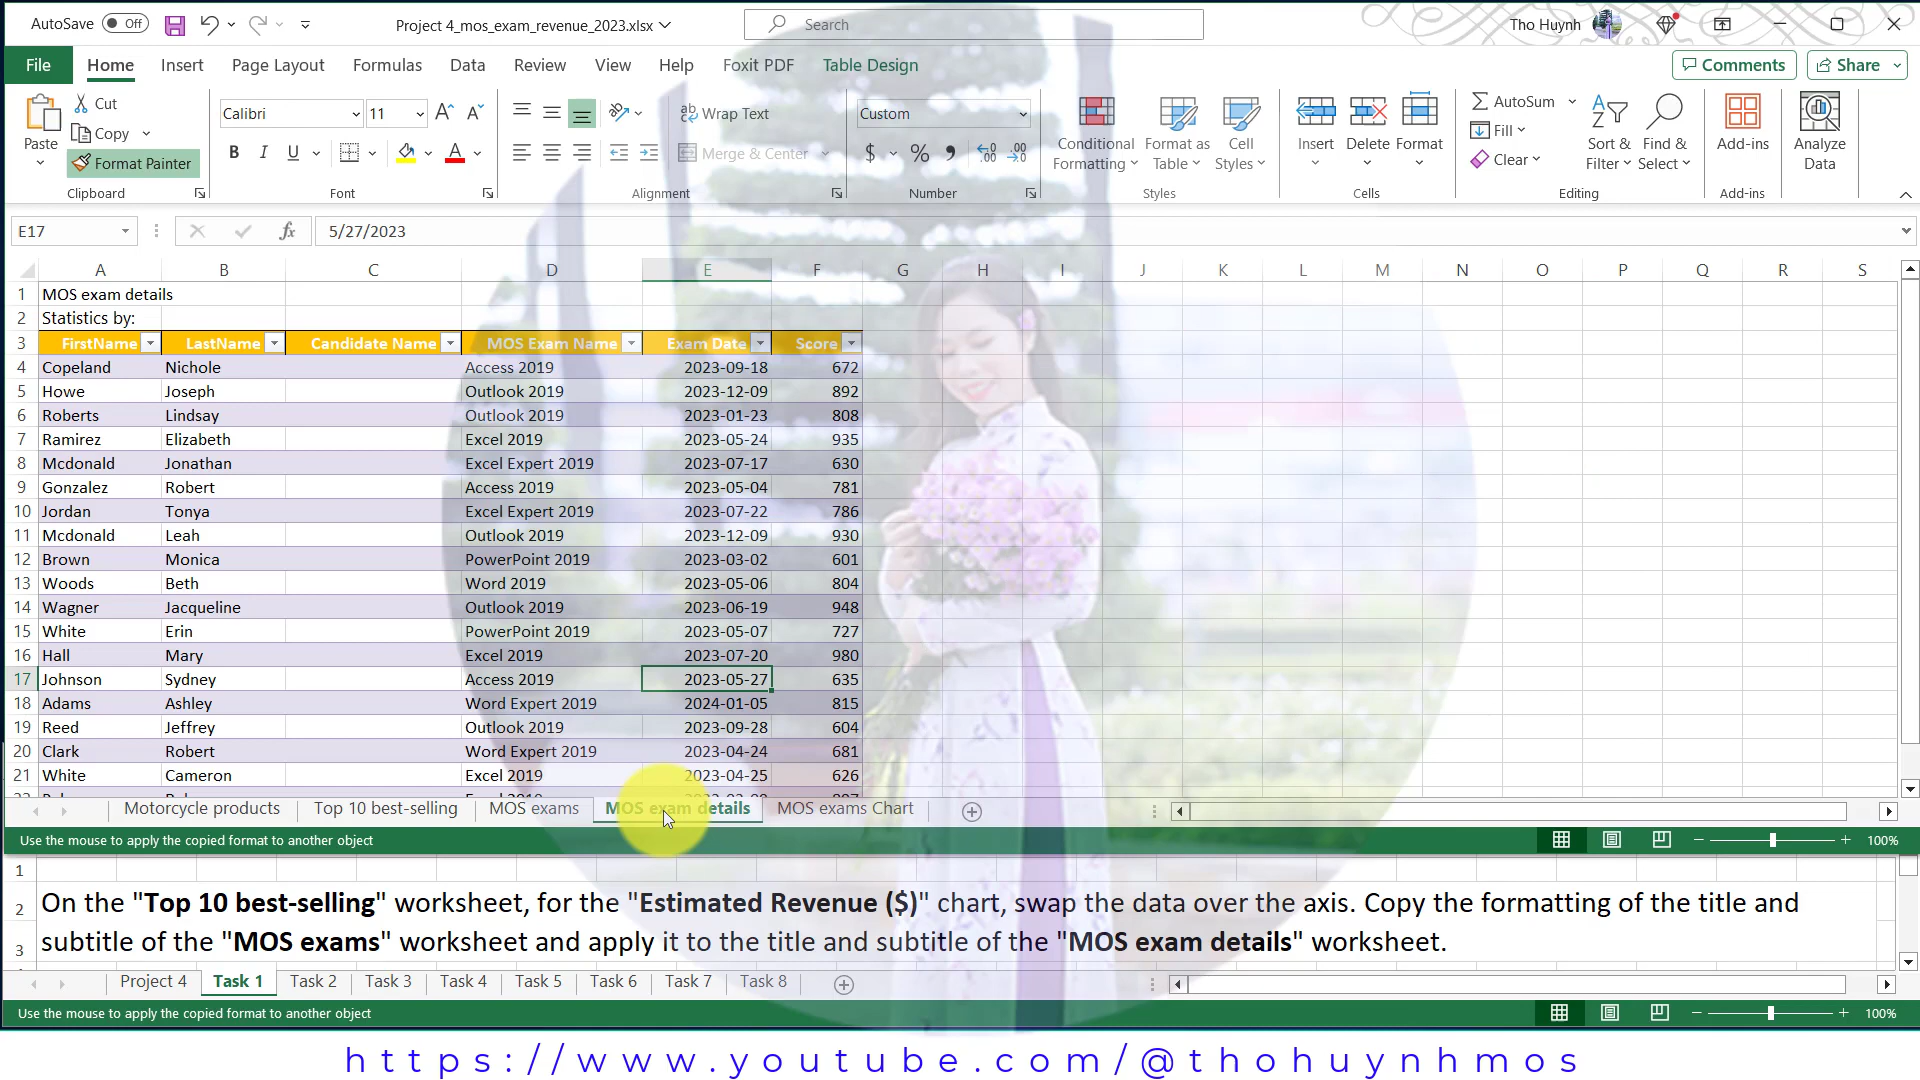 AutoSave Off Project 4_mos_exam_revenue_2023.xlsx Search Tho Huynh
File Home Insert Page Layout Formulas Data Review View Help Foxit PDF Table Design Comments Share
Paste Cut Copy Format Painter Clipboard
Calibri 11 B I U A Font
Wrap Text Merge & Center Alignment
Custom $ % Number
Conditional Formatting Format as Table Cell Styles Styles
Insert Delete Format Cells
AutoSum Fill Clear Sort & Filter Find & Select Editing
Add-ins Add-ins
Analyze Data
E17 fx 5/27/2023
A B C D E F G H I J K L M N O P Q R S
1 MOS exam details
2 Statistics by:
3 FirstName LastName Candidate Name MOS Exam Name Exam Date Score
4 Copeland Nichole Access 2019 2023-09-18 672
5 Howe Joseph Outlook 2019 2023-12-09 892
6 Roberts Lindsay Outlook 2019 2023-01-23 808
7 Ramirez Elizabeth Excel 2019 2023-05-24 935
8 Mcdonald Jonathan Excel Expert 2019 2023-07-17 630
9 Gonzalez Robert Access 2019 2023-05-04 781
10 Jordan Tonya Excel Expert 2019 2023-07-22 786
11 Mcdonald Leah Outlook 2019 2023-12-09 930
12 Brown Monica PowerPoint 2019 2023-03-02 601
13 Woods Beth Word 2019 2023-05-06 804
14 Wagner Jacqueline Outlook 2019 2023-06-19 948
15 White Erin PowerPoint 2019 2023-05-07 727
16 Hall Mary Excel 2019 2023-07-20 980
17 Johnson Sydney Access 2019 2023-05-27 635
18 Adams Ashley Word Expert 2019 2024-01-05 815
19 Reed Jeffrey Outlook 2019 2023-09-28 604
20 Clark Robert Word Expert 2019 2023-04-24 681
21 White Cameron Excel 2019 2023-04-25 626
Motorcycle products Top 10 best-selling MOS exams MOS exam details MOS exams Chart
Use the mouse to apply the copied format to another object 100%
1
2 On the "Top 10 best-selling" worksheet, for the "Estimated Revenue ($)" chart, swap the data over the axis. Copy the formatting of the title and
3 subtitle of the "MOS exams" worksheet and apply it to the title and subtitle of the "MOS exam details" worksheet.
Project 4 Task 1 Task 2 Task 3 Task 4 Task 5 Task 6 Task 7 Task 8
Use the mouse to apply the copied format to another object 100%
https://www.youtube.com/@thohuynhmos